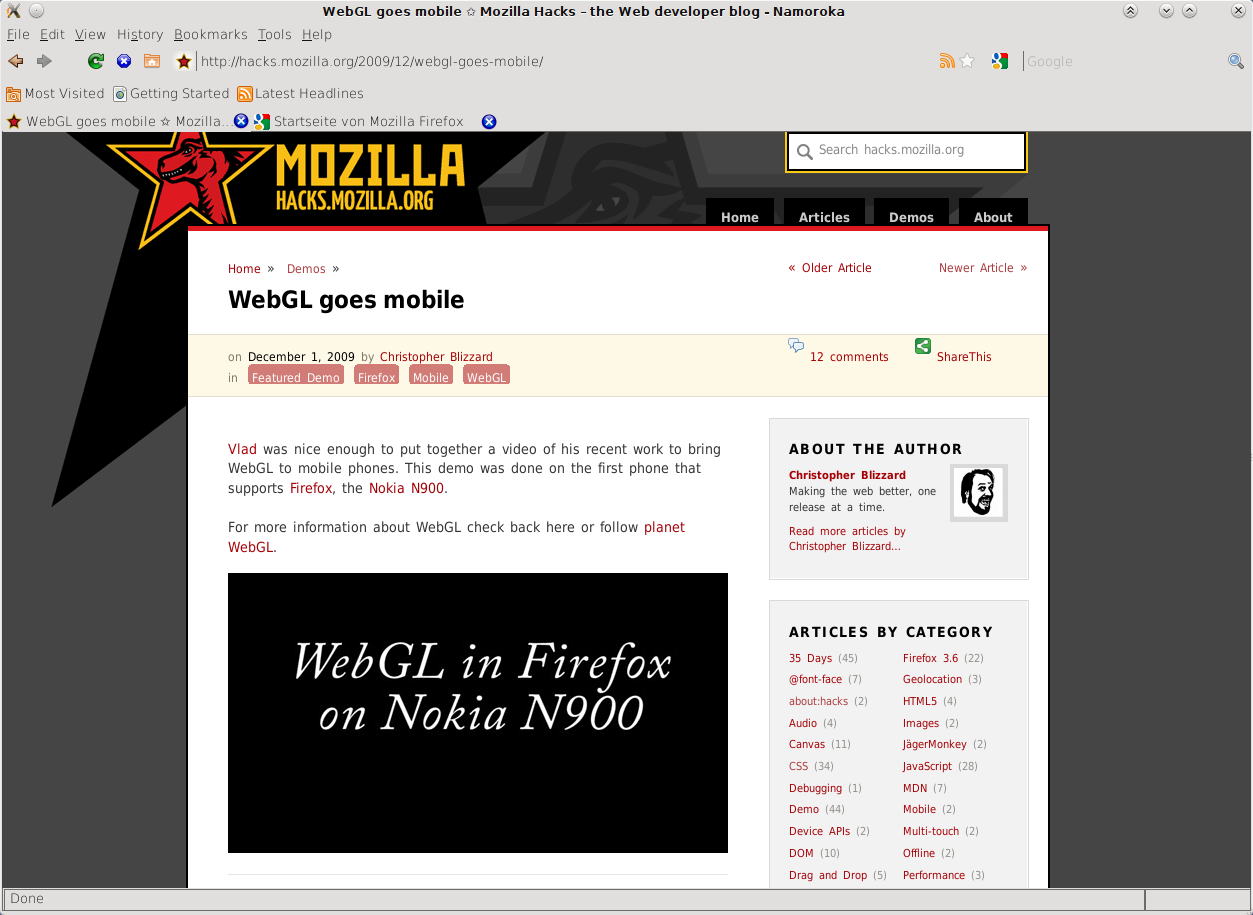 WebGL goes mobile ✩ Mozilla Hacks – the Web developer blog - Namoroka
File Edit View History Bookmarks Tools Help
http://hacks.mozilla.org/2009/12/webgl-goes-mobile/
Google
Most Visited Getting Started Latest Headlines
WebGL goes mobile ☆ Mozilla... Startseite von Mozilla Firefox
MOZILLA
HACKS.MOZILLA.ORG
Search hacks.mozilla.org
Home Articles Demos About
Home » Demos »
« Older Article Newer Article »
WebGL goes mobile
on December 1, 2009 by Christopher Blizzard
in Featured Demo Firefox Mobile WebGL
12 comments ShareThis
Vlad was nice enough to put together a video of his recent work to bring
WebGL to mobile phones. This demo was done on the first phone that
supports Firefox, the Nokia N900.
For more information about WebGL check back here or follow planet
WebGL.
WebGL in Firefox
on Nokia N900
ABOUT THE AUTHOR
Christopher Blizzard
Making the web better, one
release at a time.
Read more articles by
Christopher Blizzard...
ARTICLES BY CATEGORY
35 Days (45) Firefox 3.6 (22)
@font-face (7) Geolocation (3)
about:hacks (2) HTML5 (4)
Audio (4) Images (2)
Canvas (11) JägerMonkey (2)
CSS (34) JavaScript (28)
Debugging (1) MDN (7)
Demo (44) Mobile (2)
Device APIs (2) Multi-touch (2)
DOM (10) Offline (2)
Drag and Drop (5) Performance (3)
Done